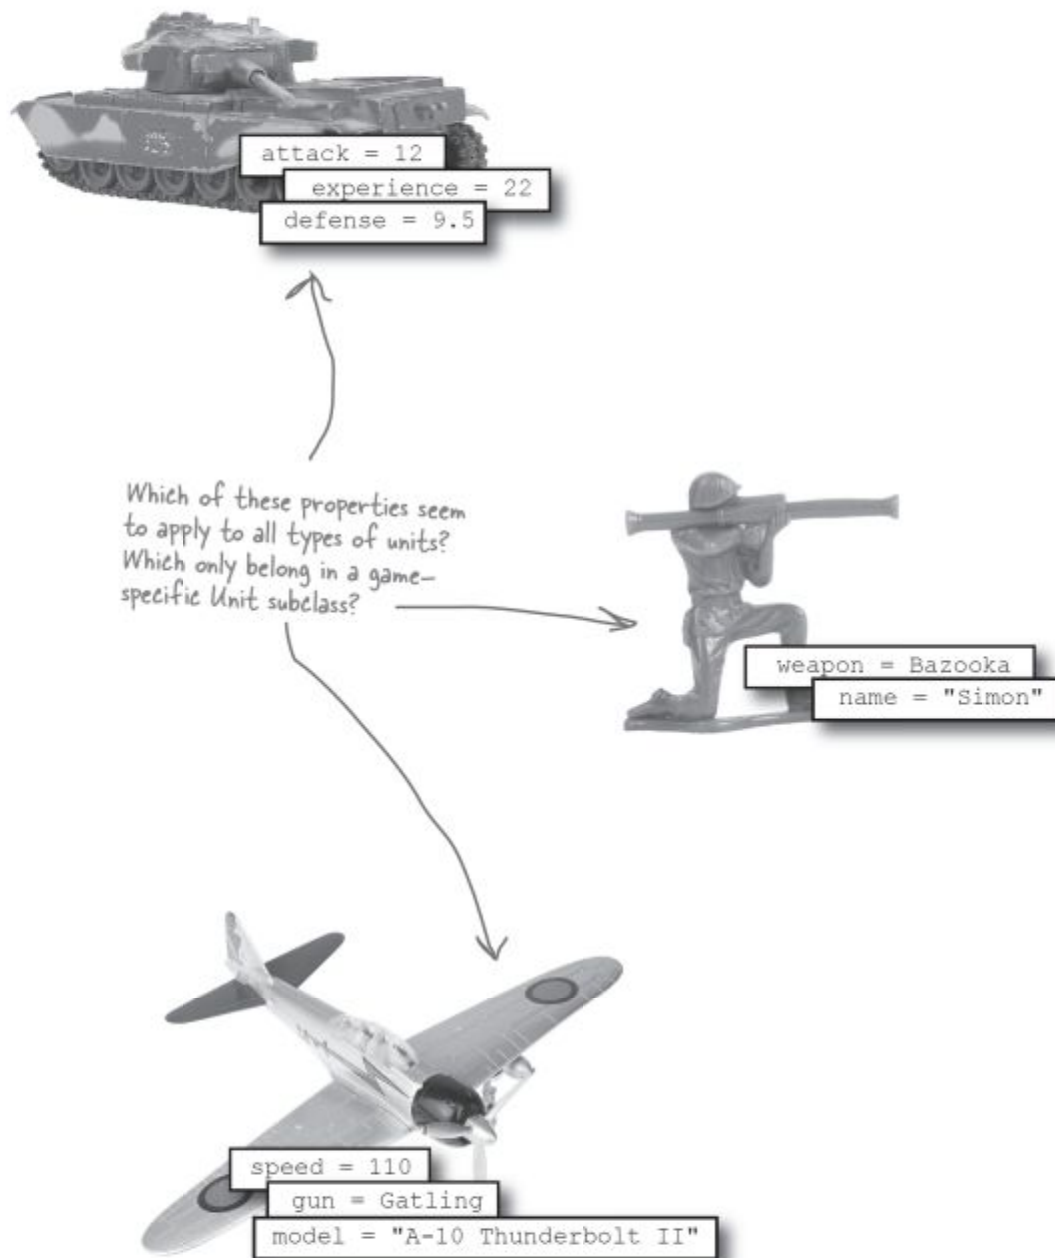 attack = 12
experience = 22
defense = 9.5
Which of these properties seem
to apply to all types of units?
Which only belong in a game-
specific Unit subclass?
weapon = Bazooka
name = "Simon"
speed = 110
gun = Gatling
model = "A-10 Thunderbolt II"